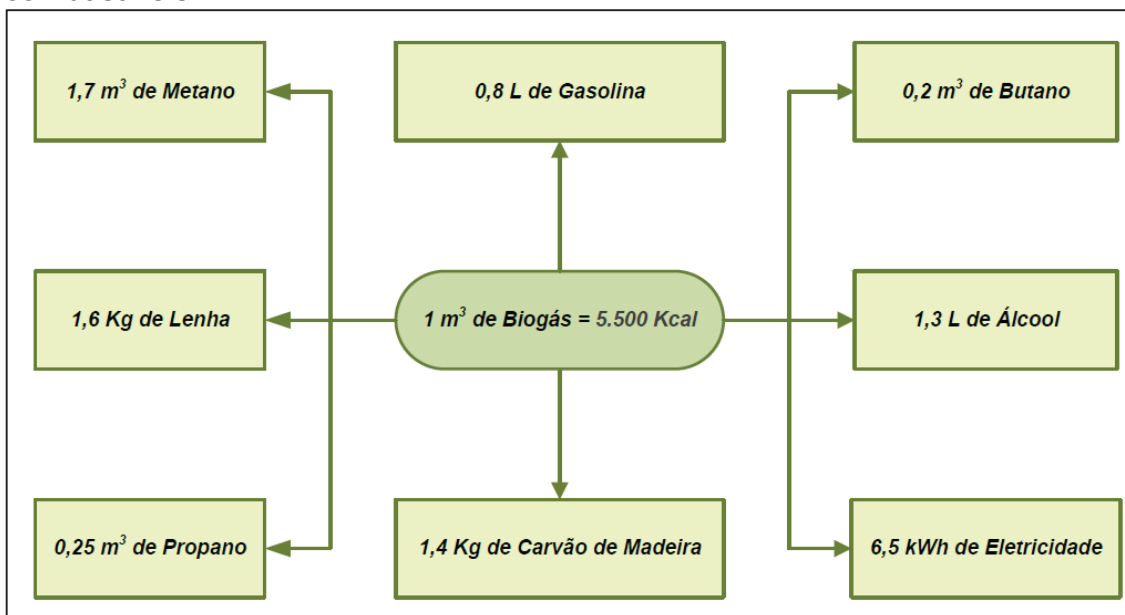 1,7 m³ de Metano
0,8 L de Gasolina
0,2 m³ de Butano
1,6 Kg de Lenha
1 m³ de Biogás = 5.500 Kcal
1,3 L de Álcool
0,25 m³ de Propano
1,4 Kg de Carvão de Madeira
6,5 kWh de Eletricidade